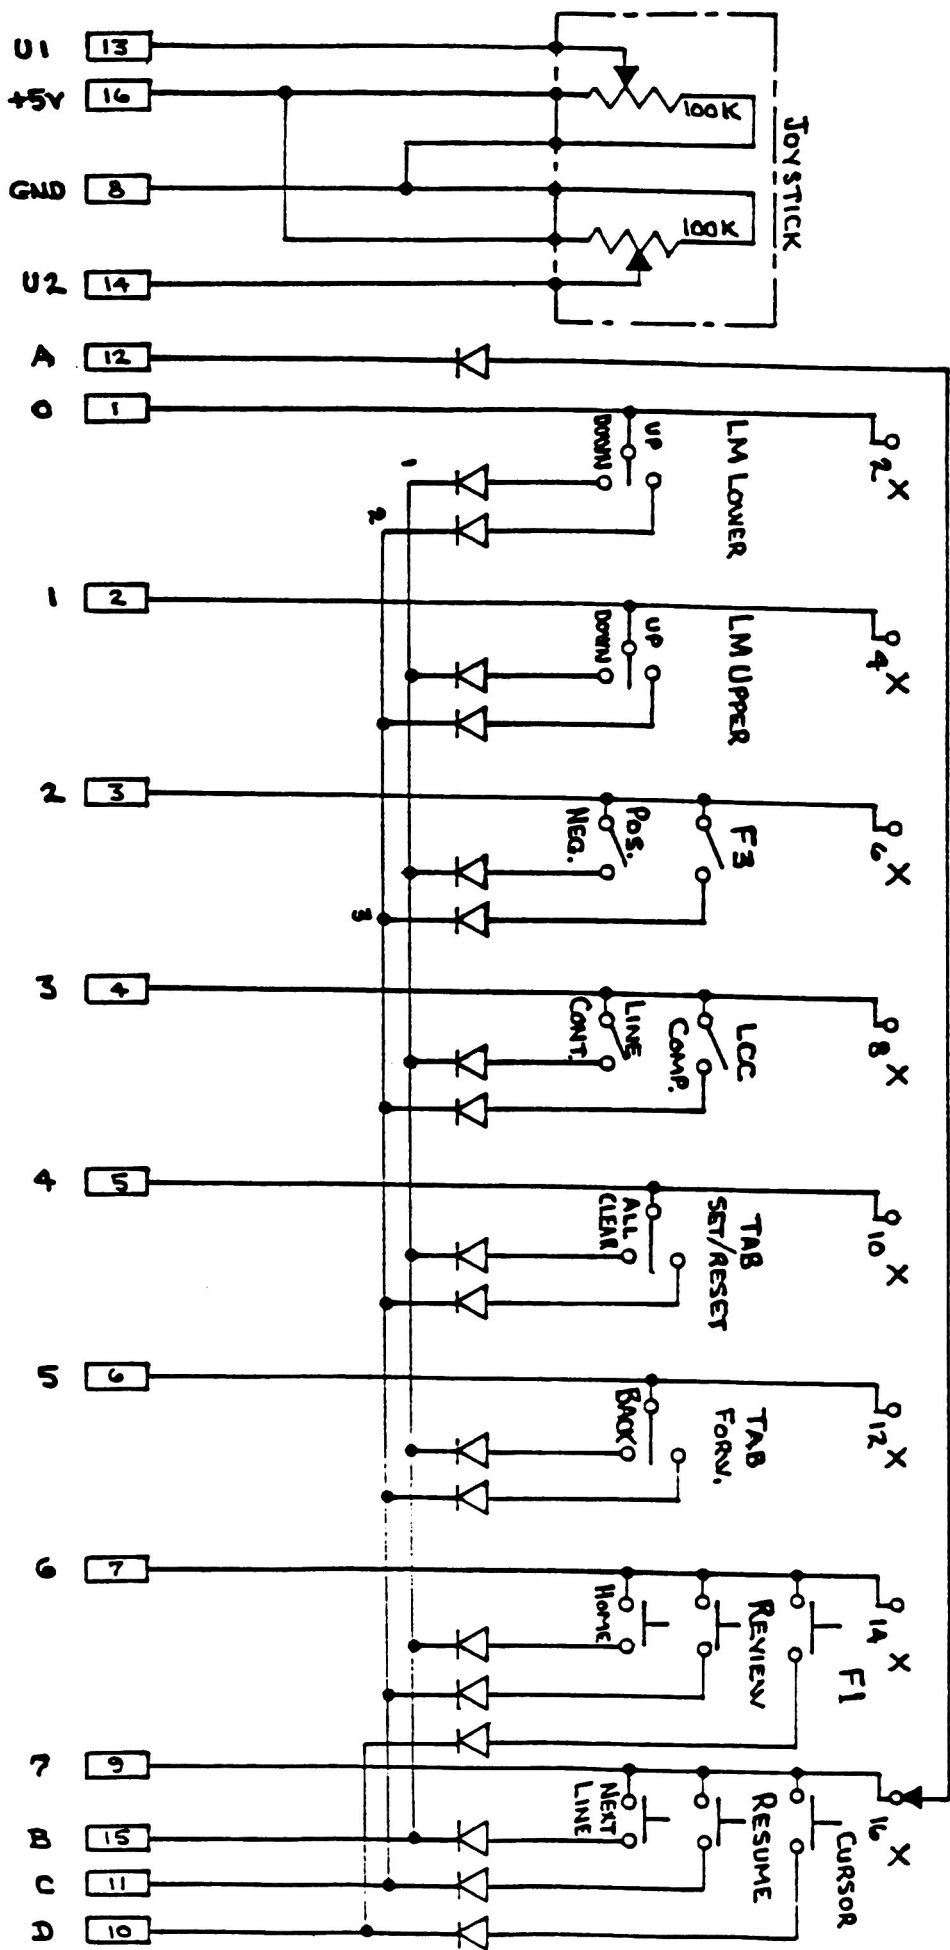 U1 13
+5V 16
100K
JOYSTICK
GND 8
100K
U2 14
A 12
0 1
UP
DOWN
LM LOWER
2X
1
2
1 2
UP
DOWN
LM UPPER
4X
2 3
POS.
NEG.
F3
6X
3
3 4
LINE
CONT.
LCC
COMP.
8X
4 5
ALL
CLEAR
TAB
SET/RESET
10X
5 6
BACK
TAB
FORW.
12X
6 7
HOME
REVIEW
F1
14X
7 9
NEXT
LINE
RESUME
CURSOR
16X
B 15
C 11
D 10